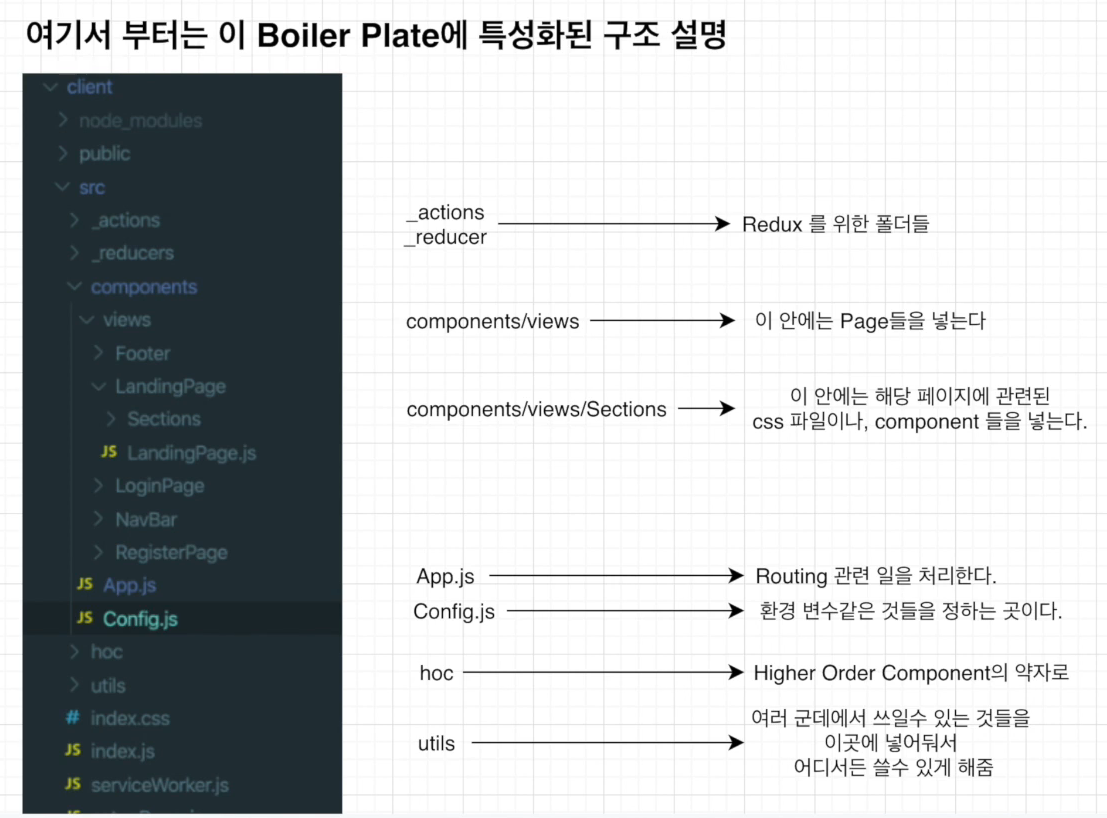 여기서 부터는 이 Boiler Plate에 특성화된 구조 설명
client
node_modules
public
src
_actions
_reducers
components
views
Footer
LandingPage
Sections
JS LandingPage.js
LoginPage
NavBar
RegisterPage
JS App.js
JS Config.js
hoc
utils
# index.css
JS index.js
JS serviceWorker.js
_actions
_reducer
Redux 를 위한 폴더들
components/views
이 안에는 Page들을 넣는다
components/views/Sections
이 안에는 해당 페이지에 관련된
css 파일이나, component 들을 넣는다.
App.js
Routing 관련 일을 처리한다.
Config.js
환경 변수같은 것들을 정하는 곳이다.
hoc
Higher Order Component의 약자로
utils
여러 군데에서 쓰일수 있는 것들을
이곳에 넣어둬서
어디서든 쓸수 있게 해줌